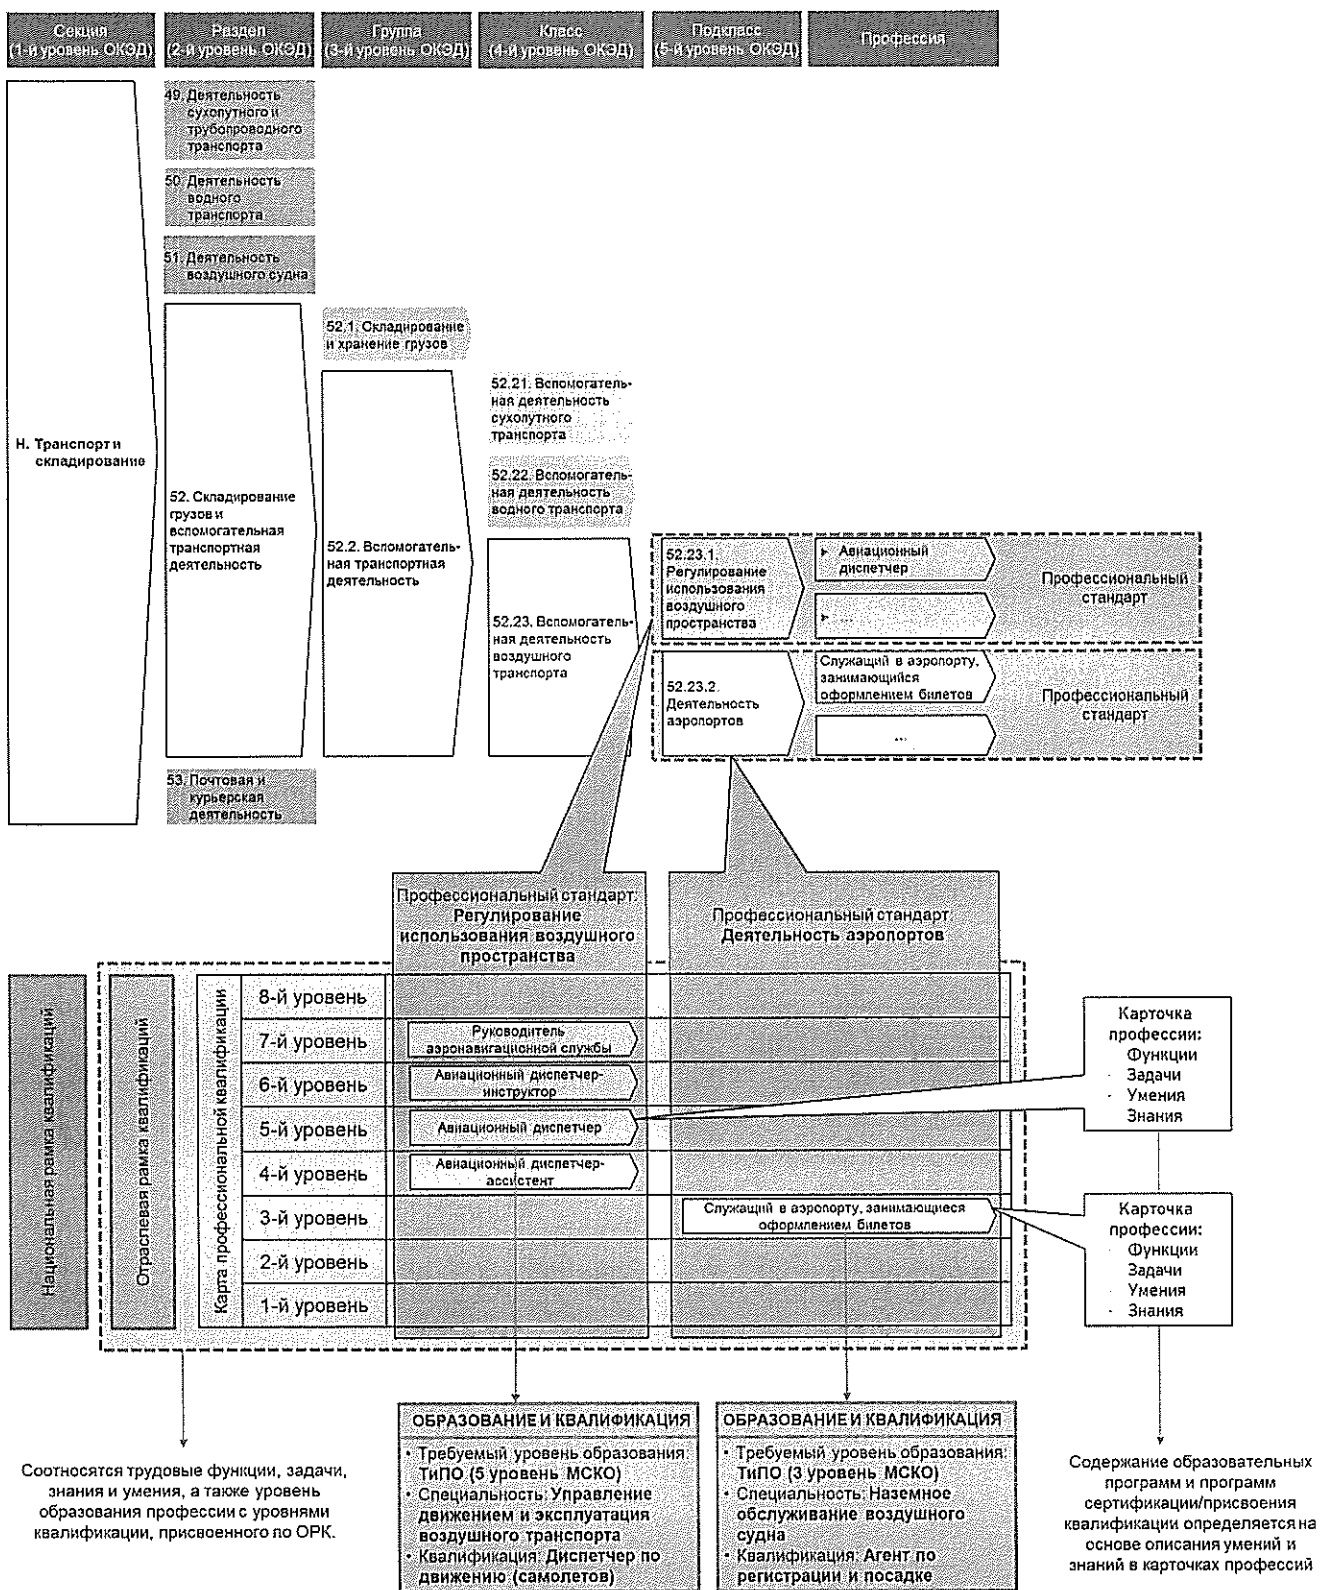 Секция
(1-й уровень ОКЭД)
Раздел
(2-й уровень ОКЭД)
Группа
(3-й уровень ОКЭД)
Класс
(4-й уровень ОКЭД)
Подкласс
(5-й уровень ОКЭД)
Профессия
49. Деятельность
сухопутного и
трубопроводного
транспорта
50. Деятельность
водного
транспорта
51. Деятельность
воздушного судна
52.1. Складирование
и хранение грузов
52.21. Вспомогатель-
ная деятельность
сухопутного
транспорта
Н. Транспорт и
складирование
52.22. Вспомогатель-
ная деятельность
водного транспорта
52. Складирование
грузов и
вспомогательная
транспортная
деятельность
52.2. Вспомогатель-
ная транспортная
деятельность
52.23. Вспомогатель-
ная деятельность
воздушного
транспорта
52.23.1.
Регулирование
использования
воздушного
пространства
Авиационный
диспетчер
...
Профессиональный
стандарт
52.23.2.
Деятельность
аэропортов
Служащий в аэропорту,
занимающийся
оформлением билетов
...
Профессиональный
стандарт
53. Почтовая и
курьерская
деятельность
Профессиональный стандарт:
Регулирование
использования воздушного
пространства
Профессиональный стандарт:
Деятельность аэропортов
Национальная рамка квалификаций
Отраслевая рамка квалификаций
Карта профессиональной квалификации
8-й уровень
7-й уровень
Руководитель
аэронавигационной службы
6-й уровень
Авиационный диспетчер-
инструктор
5-й уровень
Авиационный диспетчер
4-й уровень
Авиационный диспетчер-
ассистент
3-й уровень
Служащий в аэропорту, занимающиеся
оформлением билетов
2-й уровень
1-й уровень
Карточка
профессии:
Функции
· Задачи
· Умения
Знания
Карточка
профессии:
· Функции
Задачи
· Умения
· Знания
Соотносятся трудовые функции, задачи,
знания и умения, а также уровень
образования профессии с уровнями
квалификации, присвоенного по ОРК.
ОБРАЗОВАНИЕ И КВАЛИФИКАЦИЯ
• Требуемый уровень образования:
ТиПО (5 уровень МСКО)
• Специальность: Управление
движением и эксплуатация
воздушного транспорта
• Квалификация: Диспетчер по
движению (самолетов)
ОБРАЗОВАНИЕ И КВАЛИФИКАЦИЯ
• Требуемый уровень образования:
ТиПО (3 уровень МСКО)
• Специальность: Наземное
обслуживание воздушного
судна
• Квалификация: Агент по
регистрации и посадке
Содержание образовательных
программ и программ
сертификации/присвоения
квалификации определяется на
основе описания умений и
знаний в карточках профессий